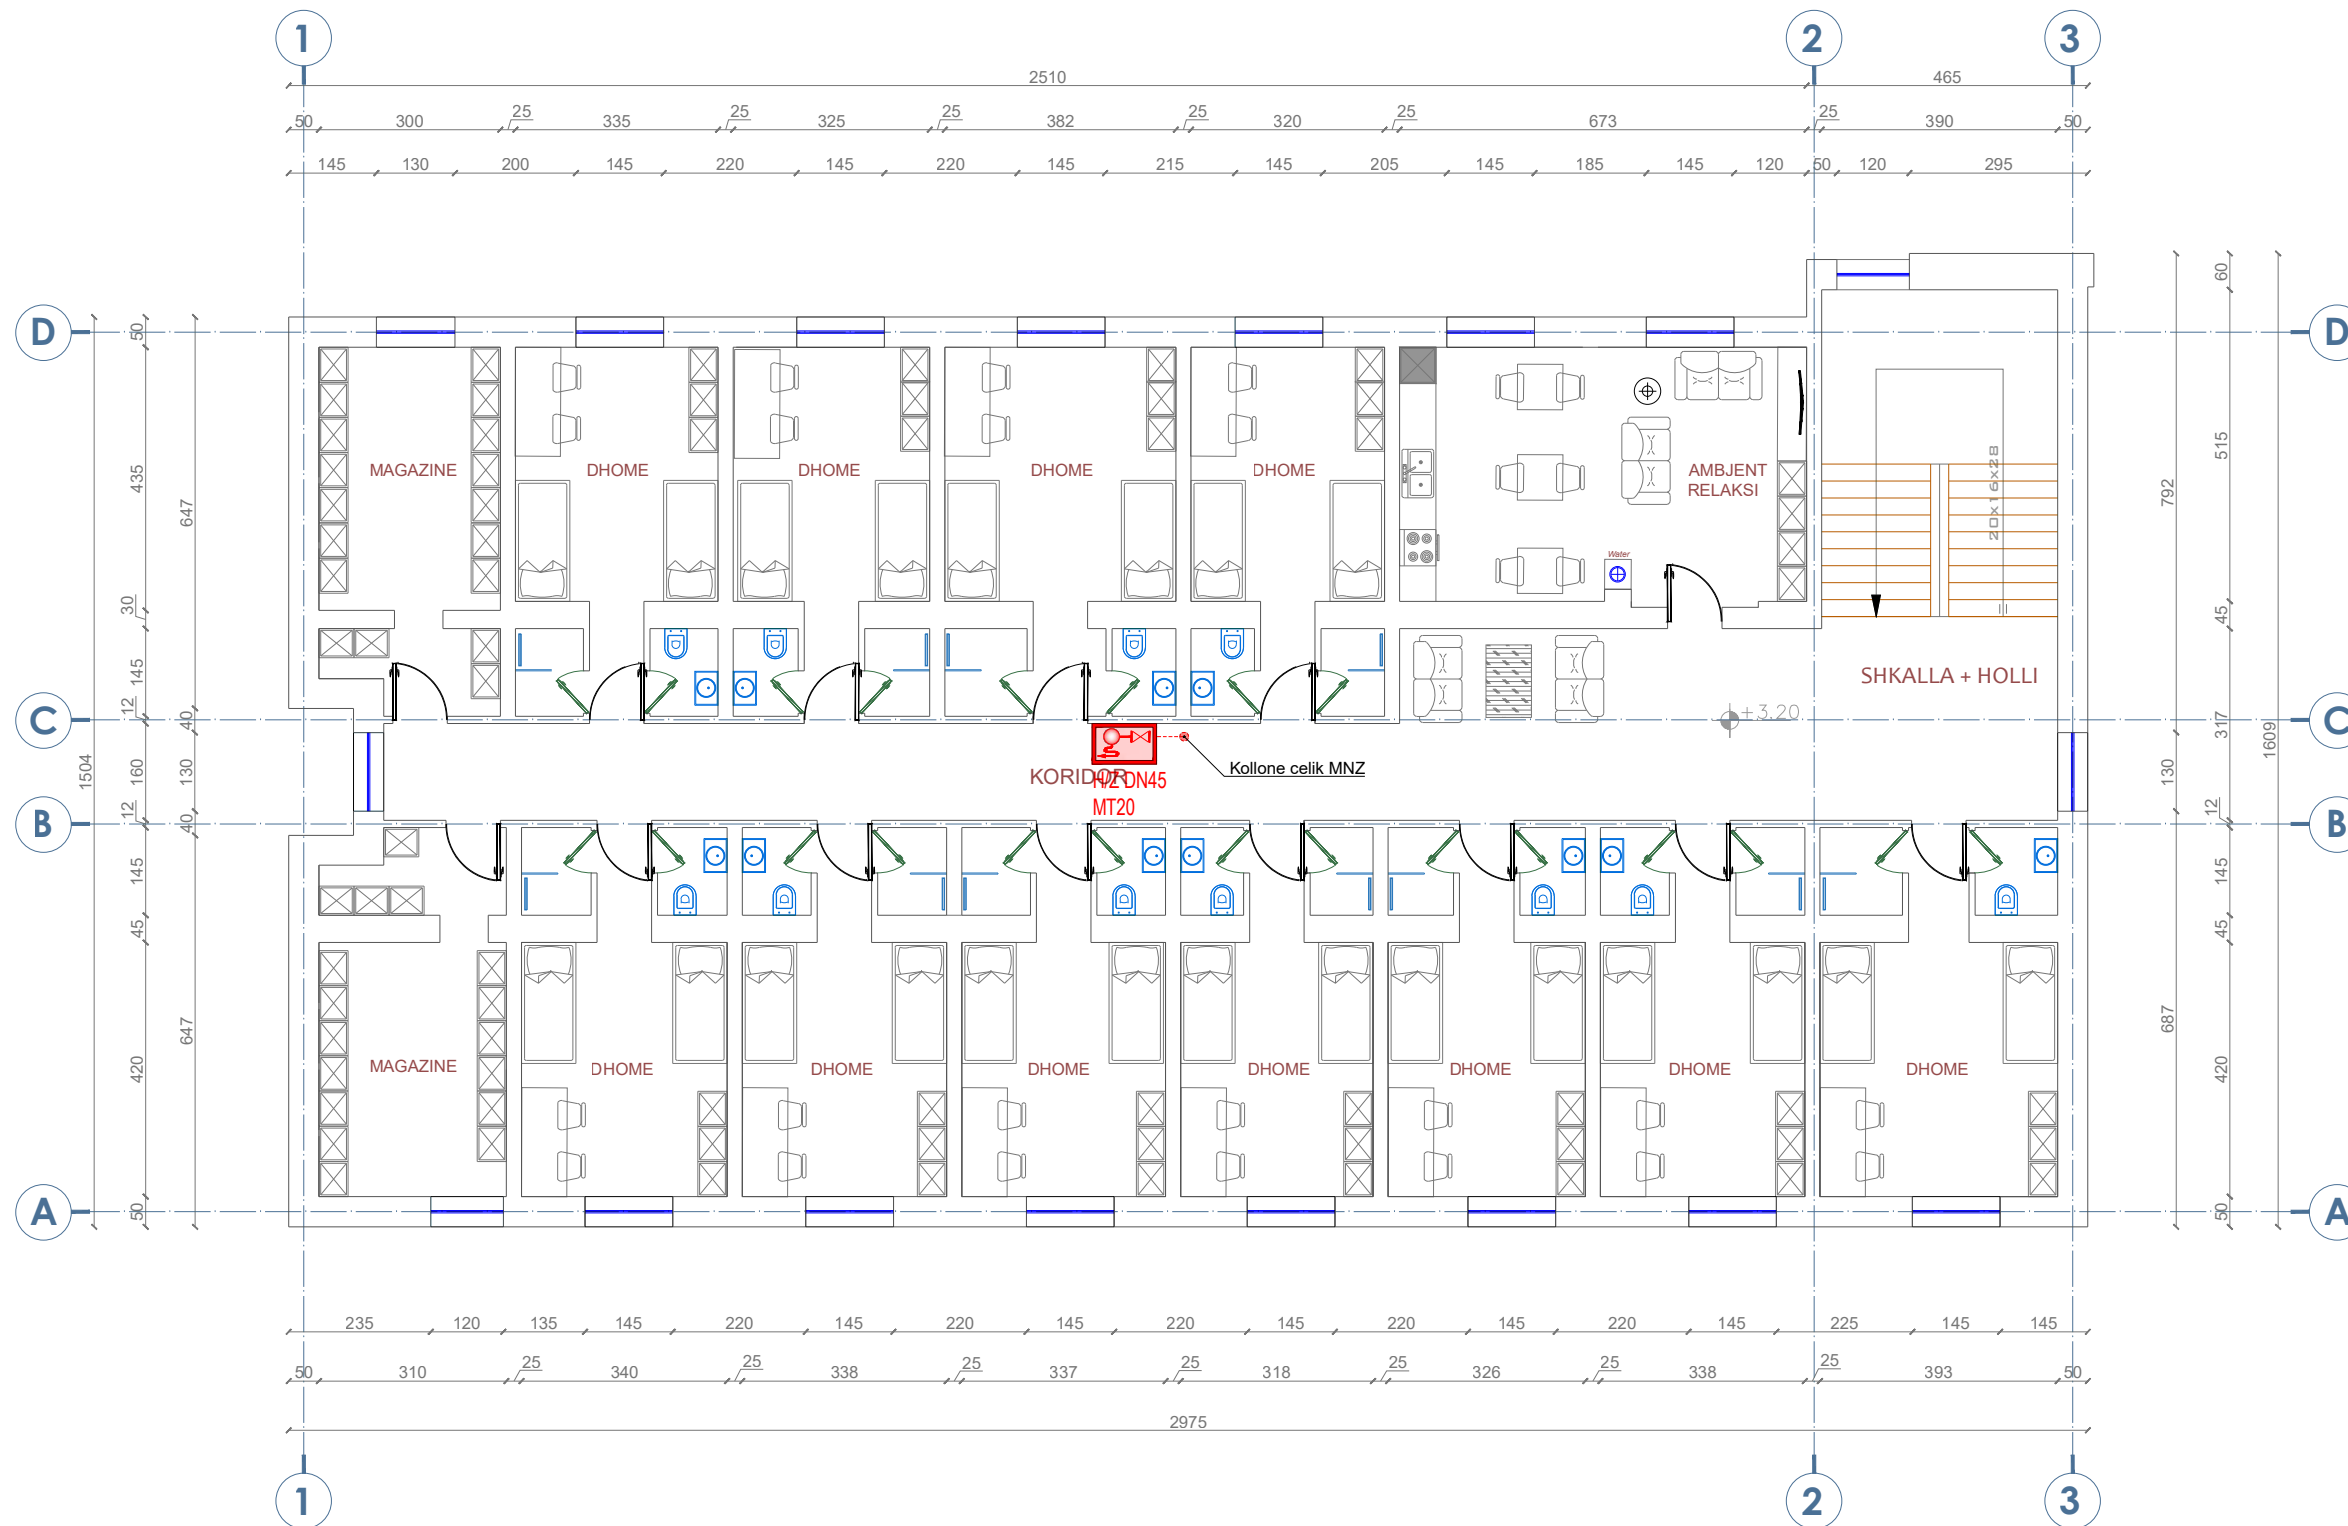 1 2 3
2510 465
50 300 25 335 25 325 25 382 25 320 25 673 25 390 50
145 130 200 145 220 145 220 145 215 145 205 145 185 145 120 50 120 295
D D
C C
B B
A A
1504
50 435 30 145 12 160 12 145 45 420 50
647 40 130 40 647
792 130 687
60 515 45 317 12 145 45 420 50
1609
MAGAZINE DHOME DHOME DHOME DHOME
AMBJENT
RELAKSI
Water
20x16x28
SHKALLA + HOLLI
+3.20
KORIDOR
H/Z DN45
MT20
Kollone celik MNZ
MAGAZINE DHOME DHOME DHOME DHOME DHOME DHOME DHOME
235 120 135 145 220 145 220 145 220 145 220 145 220 145 225 145 145
50 310 25 340 25 338 25 337 25 318 25 326 25 338 25 393 50
2975
1 2 3